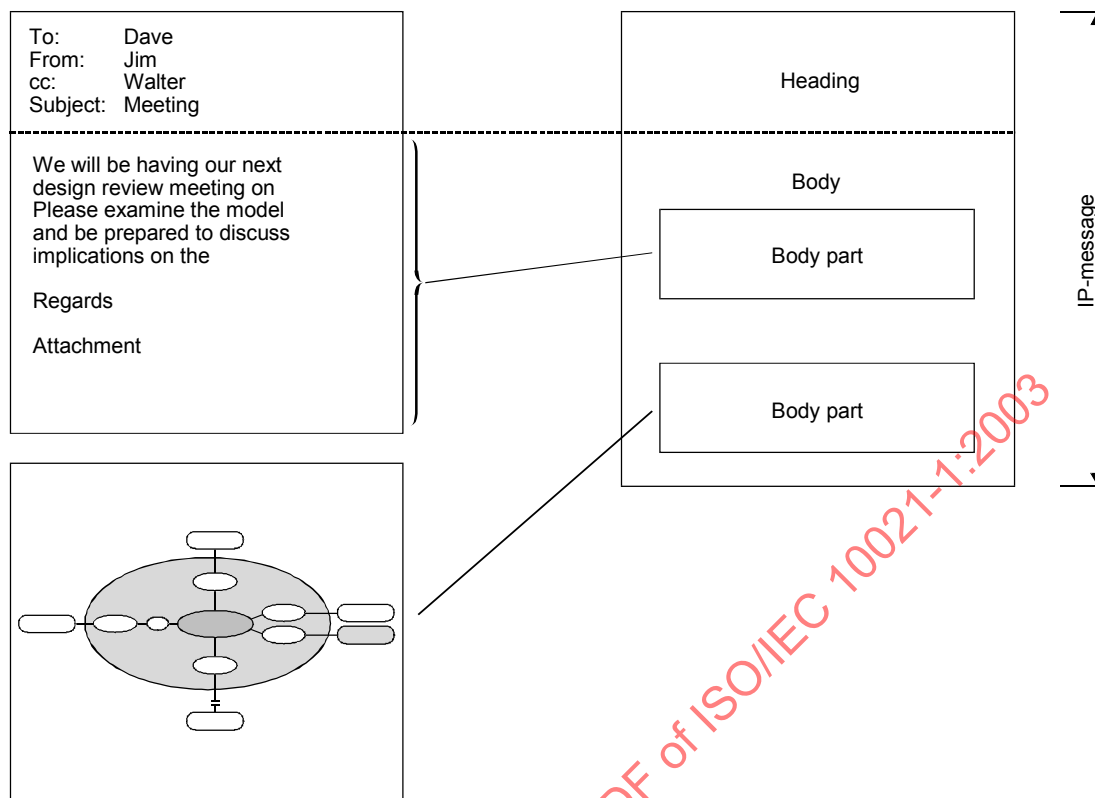 To: Dave
From: Jim
cc: Walter
Subject: Meeting
We will be having our next
design review meeting on
Please examine the model
and be prepared to discuss
implications on the
Regards
Attachment
Heading
Body
Body part
Body part
IP-message
DF of ISO/IEC 10021-1:2003